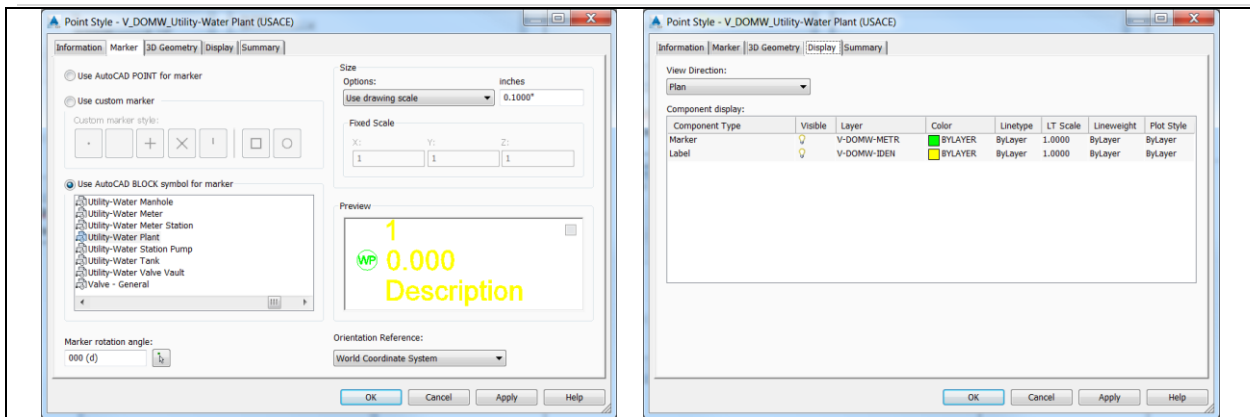 Point Style - V_DOMW_Utility-Water Plant (USACE)
Information Marker 3D Geometry Display Summary
Use AutoCAD POINT for marker
Use custom marker
Custom marker style:
Use AutoCAD BLOCK symbol for marker
Utility-Water Manhole
Utility-Water Meter
Utility-Water Meter Station
Utility-Water Plant
Utility-Water Station Pump
Utility-Water Tank
Utility-Water Valve Vault
Valve - General
Marker rotation angle:
000 (d)
Size
Options: inches
Use drawing scale 0.1000"
Fixed Scale
X: Y: Z:
1 1 1
Preview
1
WP 0.000
Description
Orientation Reference:
World Coordinate System
OK Cancel Apply Help
Point Style - V_DOMW_Utility-Water Plant (USACE)
Information Marker 3D Geometry Display Summary
View Direction:
Plan
Component display:
Component Type Visible Layer Color Linetype LT Scale Lineweight Plot Style
Marker V-DOMW-METR BYLAYER ByLayer 1.0000 ByLayer ByLayer
Label V-DOMW-IDEN BYLAYER ByLayer 1.0000 ByLayer ByLayer
OK Cancel Apply Help